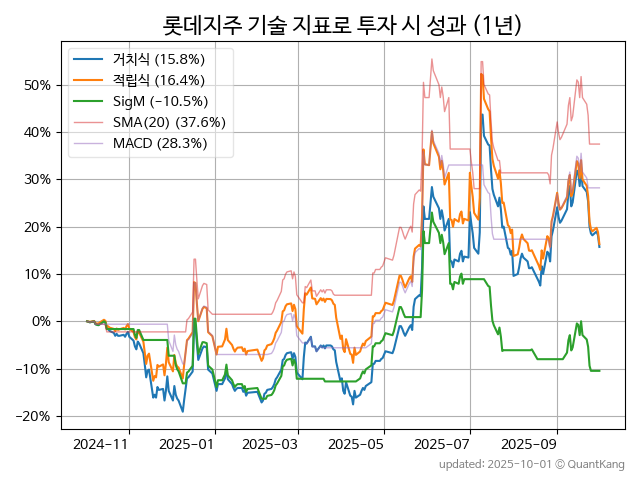 롯데지주 기술 지표로 투자 시 성과 (1년)
거치식 (15.8%)
적립식 (16.4%)
SigM (-10.5%)
SMA(20) (37.6%)
MACD (28.3%)
50%
40%
30%
20%
10%
0%
-10%
-20%
2024-11
2025-01
2025-03
2025-05
2025-07
2025-09
updated: 2025-10-01 © QuantKang